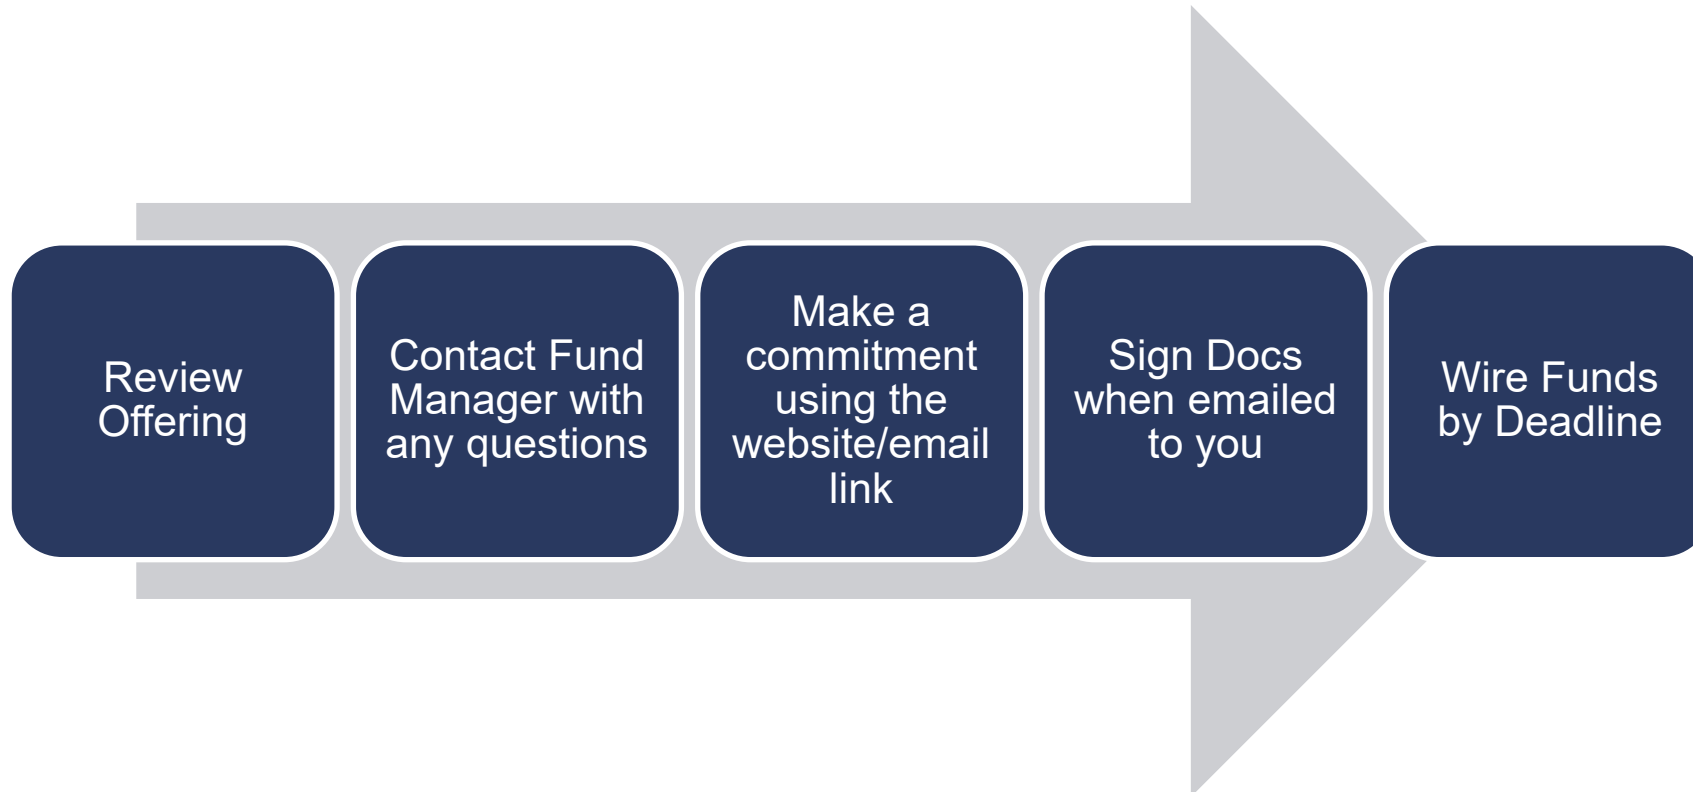 Review
Offering
Contact Fund
Manager with
any questions
Make a
commitment
using the
website/email
link
Sign Docs
when emailed
to you
Wire Funds
by Deadline